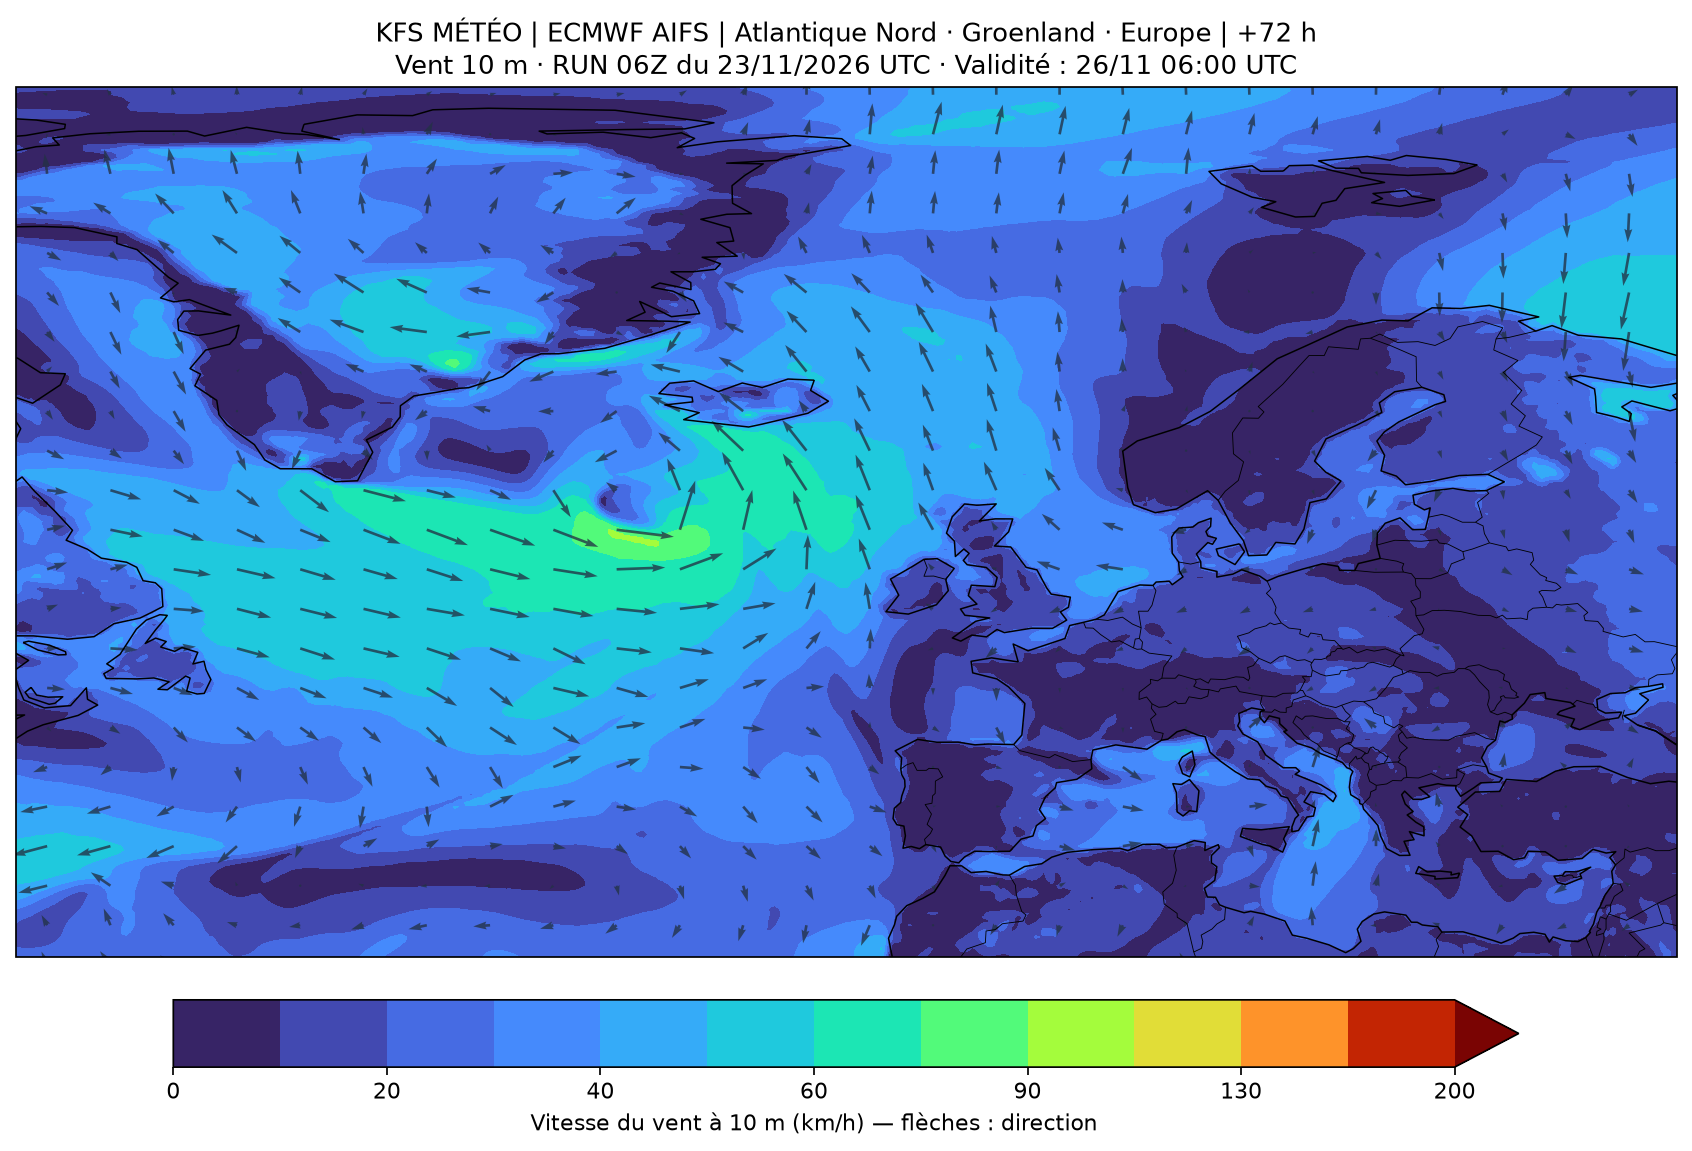 KFS MÉTÉO | ECMWF AIFS | Atlantique Nord · Groenland · Europe | +72 h
Vent 10 m · RUN 06Z du 23/11/2026 UTC · Validité : 26/11 06:00 UTC
0 20 40 60 90 130 200
Vitesse du vent à 10 m (km/h) — flèches : direction